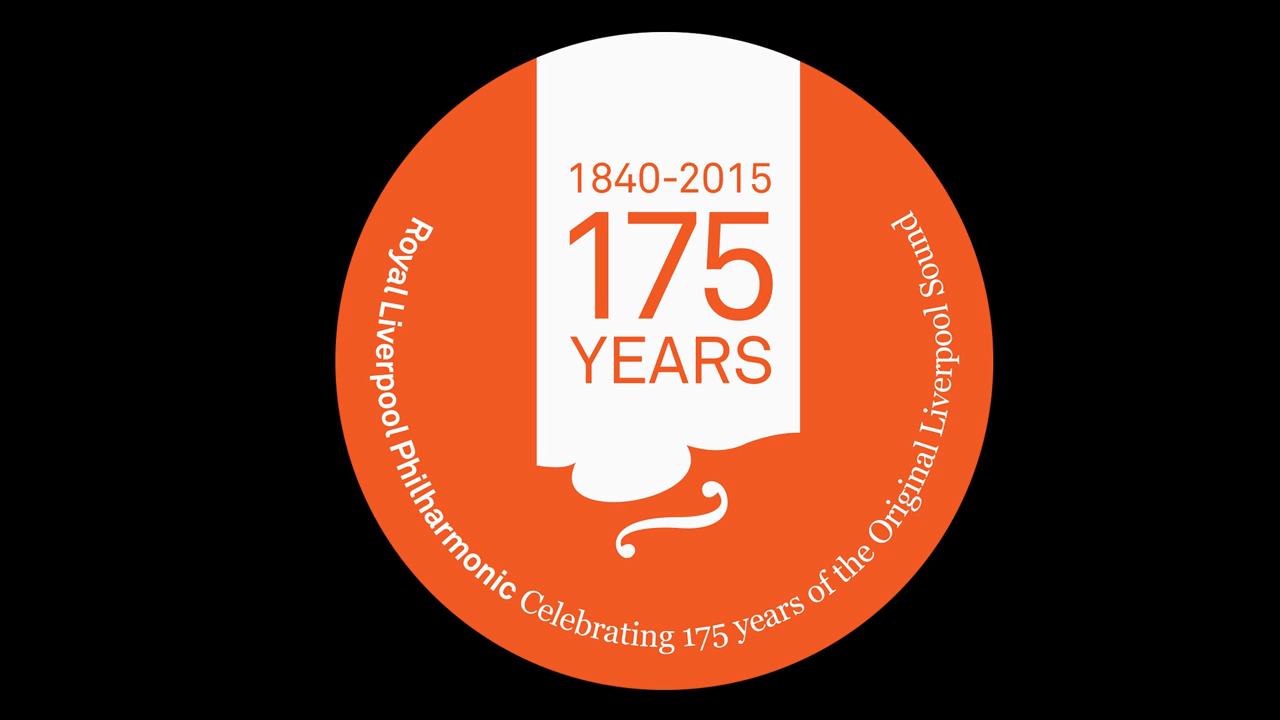 1840-2015
175
YEARS
Royal Liverpool Philharmonic Celebrating 175 years of the Original Liverpool Sound